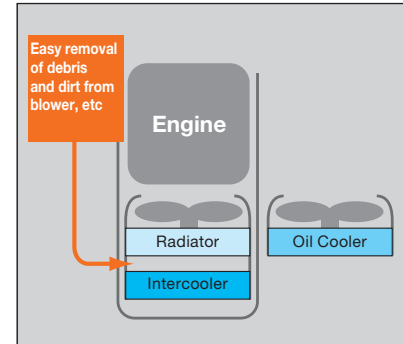 Easy removal
of debris
and dirt from
blower, etc
Engine
Radiator
Oil Cooler
Intercooler